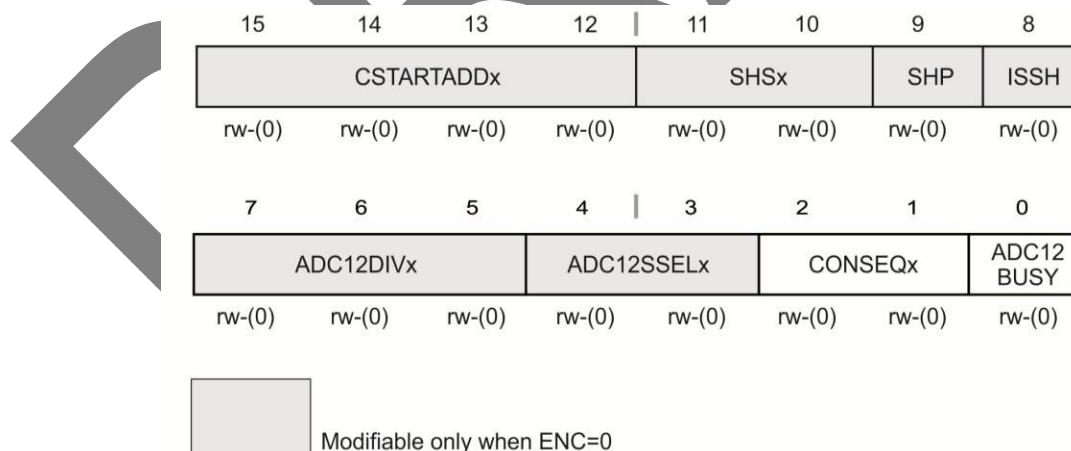 15 14 13 12 11 10 9 8
CSTARTADDx SHSx SHP ISSH
rw-(0) rw-(0) rw-(0) rw-(0) rw-(0) rw-(0) rw-(0) rw-(0)
7 6 5 4 3 2 1 0
ADC12DIVx ADC12SSELx CONSEQx ADC12
BUSY
rw-(0) rw-(0) rw-(0) rw-(0) rw-(0) rw-(0) rw-(0) rw-(0)
Modifiable only when ENC=0